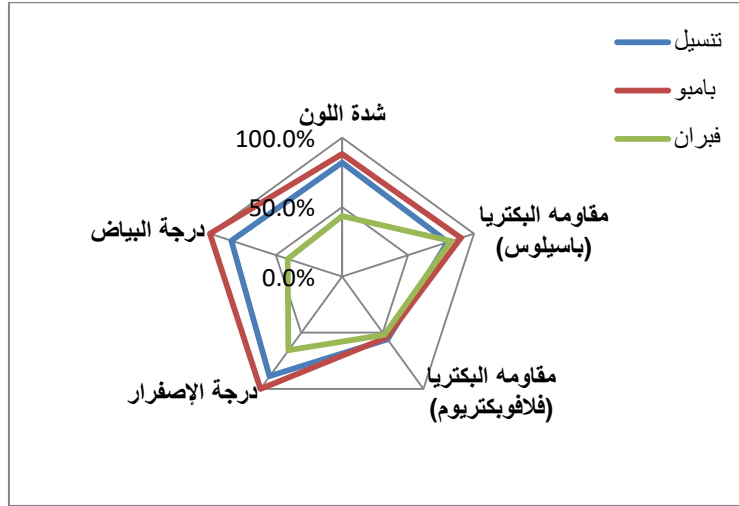 تنسيل
بامبو
فبران
شدة اللون
100.0%
50.0%
0.0%
مقاومه البكتريا
(باسيلوس)
مقاومه البكتريا
(فلافوبكتريوم)
درجة الإصفرار
درجة البياض